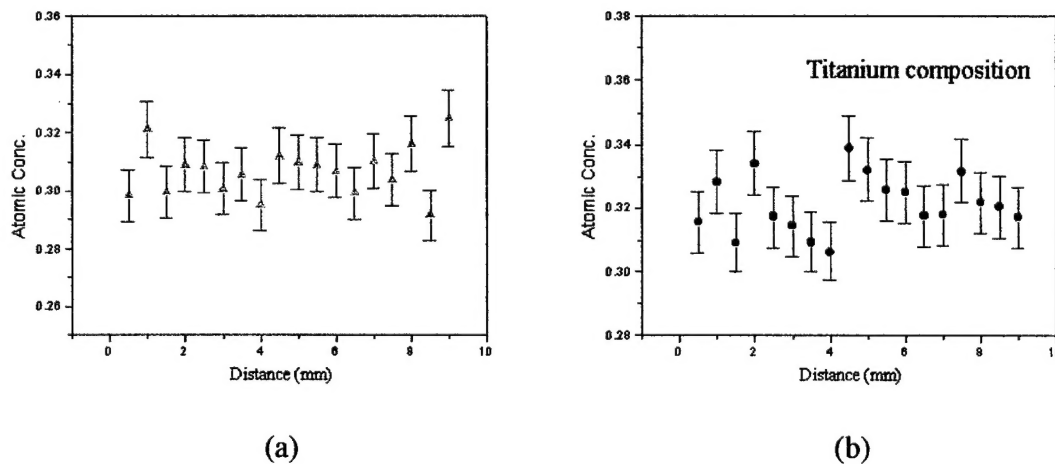 0.36
0.34
0.32
0.30
0.28
0.26
Atomic Conc.
0 2 4 6 8 10
Distance (mm)
(a)
0.38
0.36
0.34
0.32
0.30
0.28
Atomic Conc.
Titanium composition
0 2 4 6 8 1
Distance (mm)
(b)